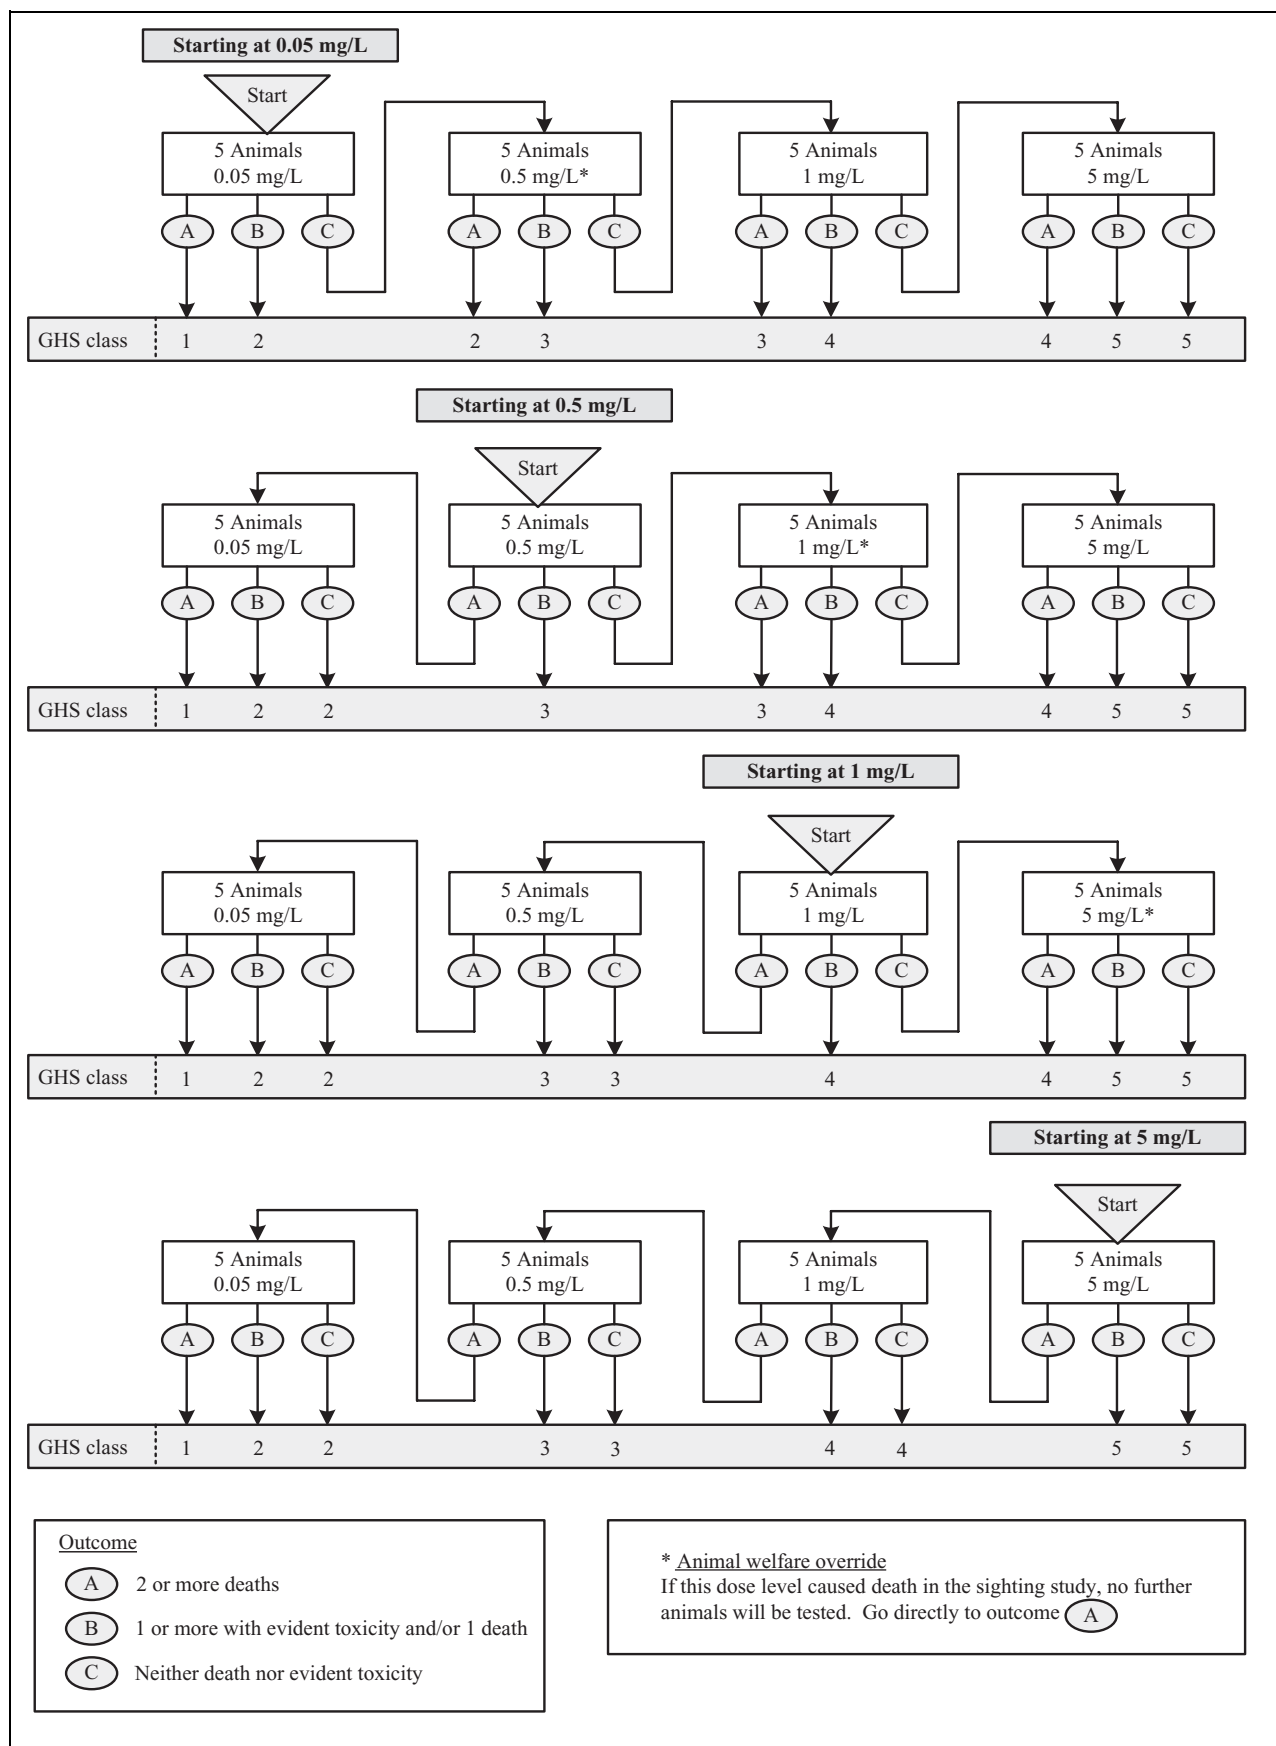 Starting at 0.05 mg/L
Start
5 Animals 5 Animals 5 Animals 5 Animals
0.05 mg/L 0.5 mg/L* 1 mg/L 5 mg/L
A B C A B C A B C A B C
GHS class 1 2 2 3 3 4 4 5 5
Starting at 0.5 mg/L
Start
5 Animals 5 Animals 5 Animals 5 Animals
0.05 mg/L 0.5 mg/L 1 mg/L* 5 mg/L
A B C A B C A B C A B C
GHS class 1 2 2 3 3 4 4 5 5
Starting at 1 mg/L
Start
5 Animals 5 Animals 5 Animals 5 Animals
0.05 mg/L 0.5 mg/L 1 mg/L 5 mg/L*
A B C A B C A B C A B C
GHS class 1 2 2 3 3 4 4 5 5
Starting at 5 mg/L
Start
5 Animals 5 Animals 5 Animals 5 Animals
0.05 mg/L 0.5 mg/L 1 mg/L 5 mg/L
A B C A B C A B C A B C
GHS class 1 2 2 3 3 4 4 5 5
Outcome
A 2 or more deaths
B 1 or more with evident toxicity and/or 1 death
C Neither death nor evident toxicity
* Animal welfare override
If this dose level caused death in the sighting study, no further
animals will be tested. Go directly to outcome A